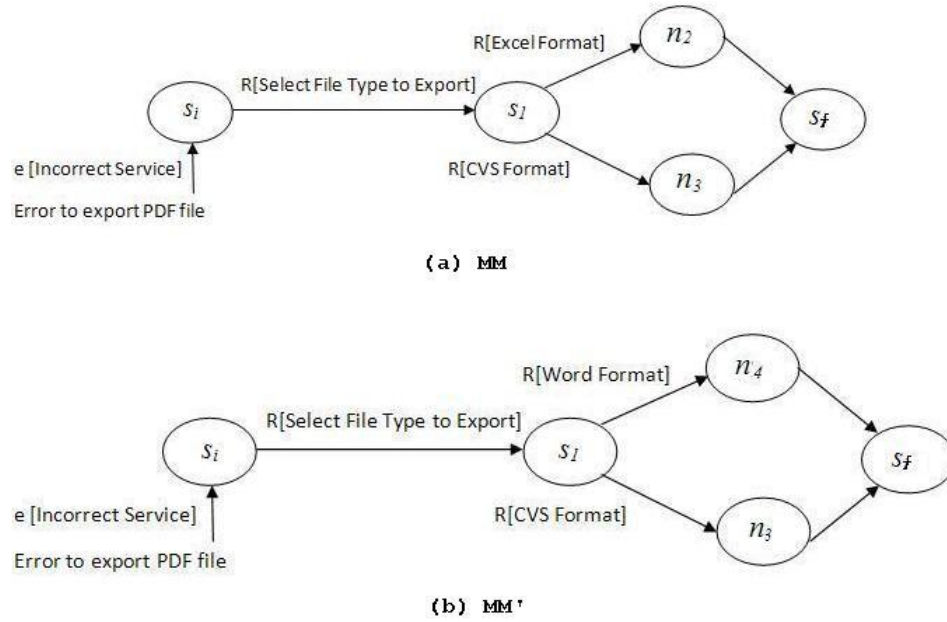 R[Excel Format]
n2
R[Select File Type to Export]
si
s1
sf
e [Incorrect Service]
R[CVS Format]
n3
Error to export PDF file
(a) MM
R[Word Format]
n4
R[Select File Type to Export]
si
s1
sf
e [Incorrect Service]
R[CVS Format]
n3
Error to export PDF file
(b) MM'